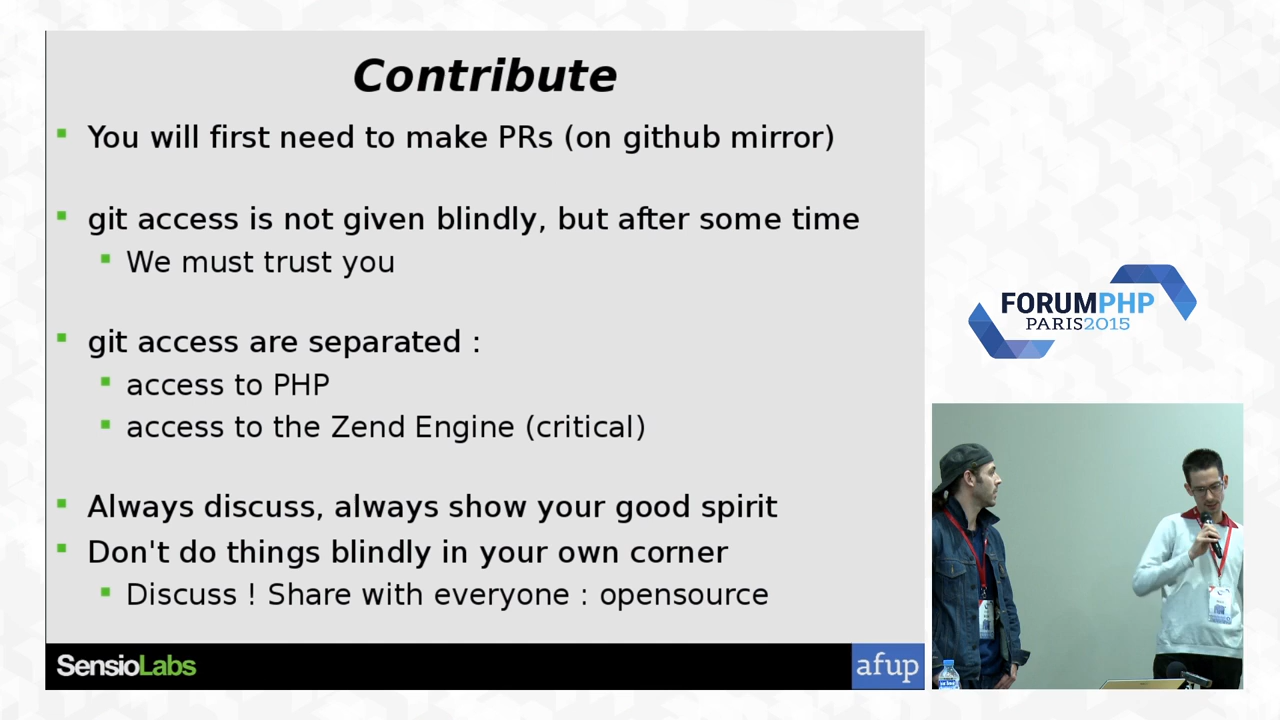 Contribute
You will first need to make PRs (on github mirror)
git access is not given blindly, but after some time
We must trust you
git access are separated :
access to PHP
access to the Zend Engine (critical)
Always discuss, always show your good spirit
Don't do things blindly in your own corner
Discuss ! Share with everyone : opensource
SensioLabs
afup
FORUMPHP
PARIS2015